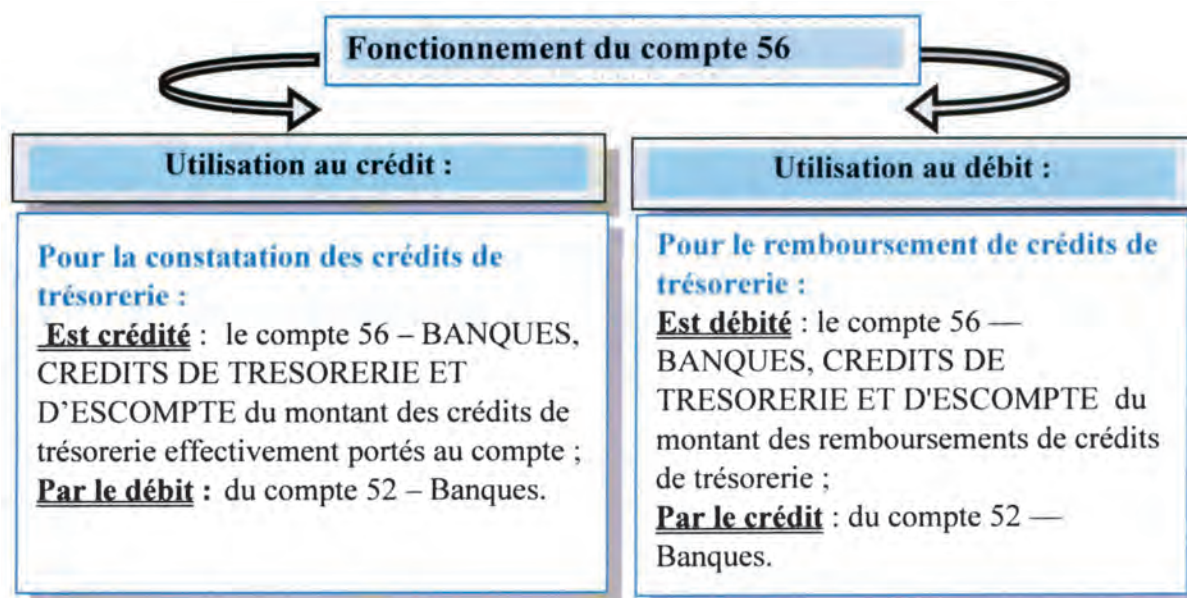 Fonctionnement du compte 56
Utilisation au crédit :
Pour la constatation des crédits de
trésorerie :
Est crédité : le compte 56 – BANQUES,
CREDITS DE TRESORERIE ET
D’ESCOMPTE du montant des crédits de
trésorerie effectivement portés au compte ;
Par le débit : du compte 52 – Banques.
Utilisation au débit :
Pour le remboursement de crédits de
trésorerie :
Est débité : le compte 56 —
BANQUES, CREDITS DE
TRESORERIE ET D'ESCOMPTE du
montant des remboursements de crédits
de trésorerie ;
Par le crédit : du compte 52 —
Banques.